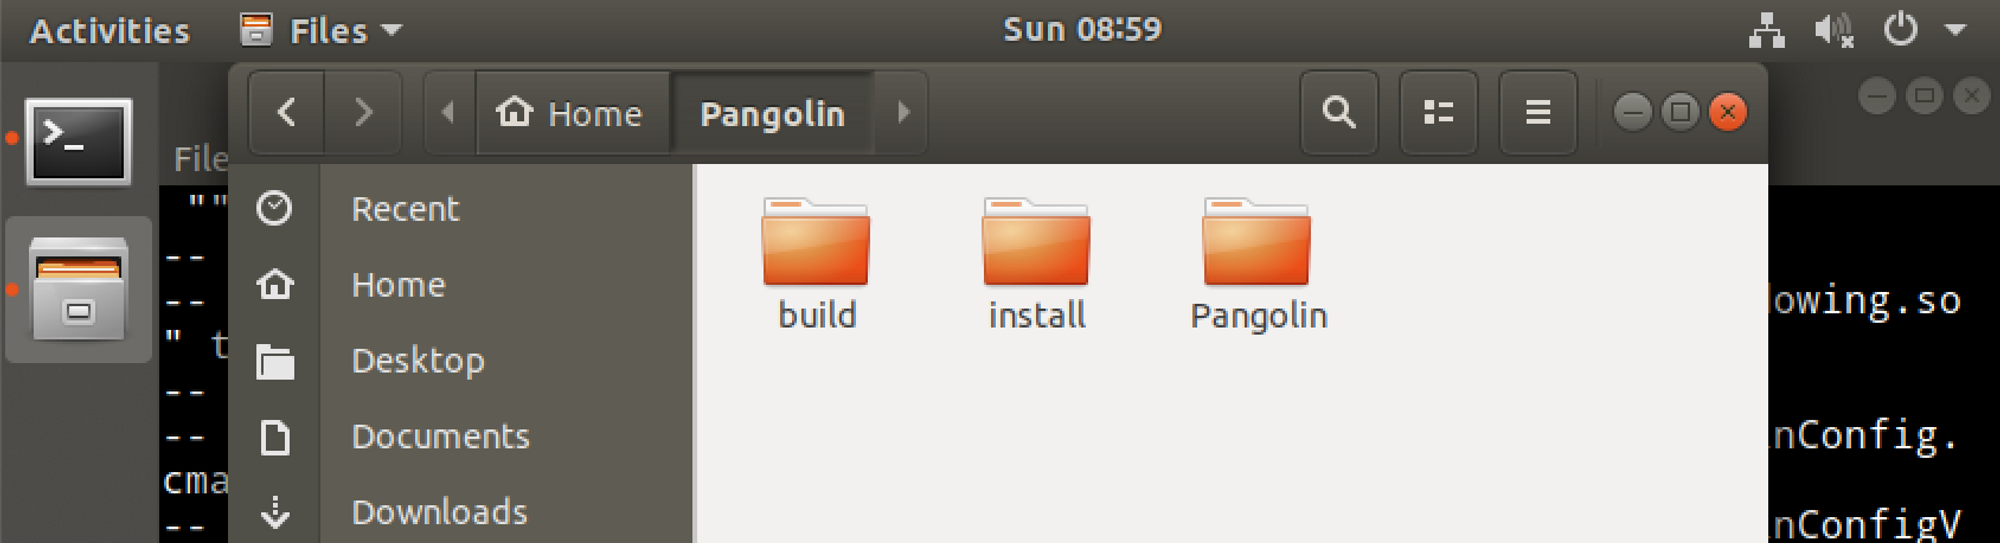 Activities Files Sun 08:59
Home Pangolin
File
Recent
Home
Desktop
Documents
Downloads
build install Pangolin
""
--
-- owing.so
" t
--
-- nConfig.
cma
-- nConfigV